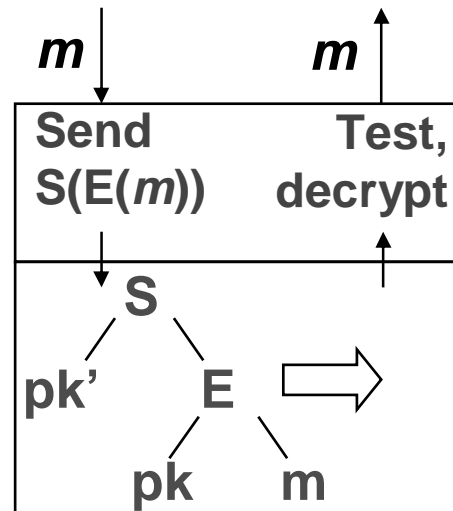 m m
Send Test,
S(E(m)) decrypt
S
pk’ E
pk m